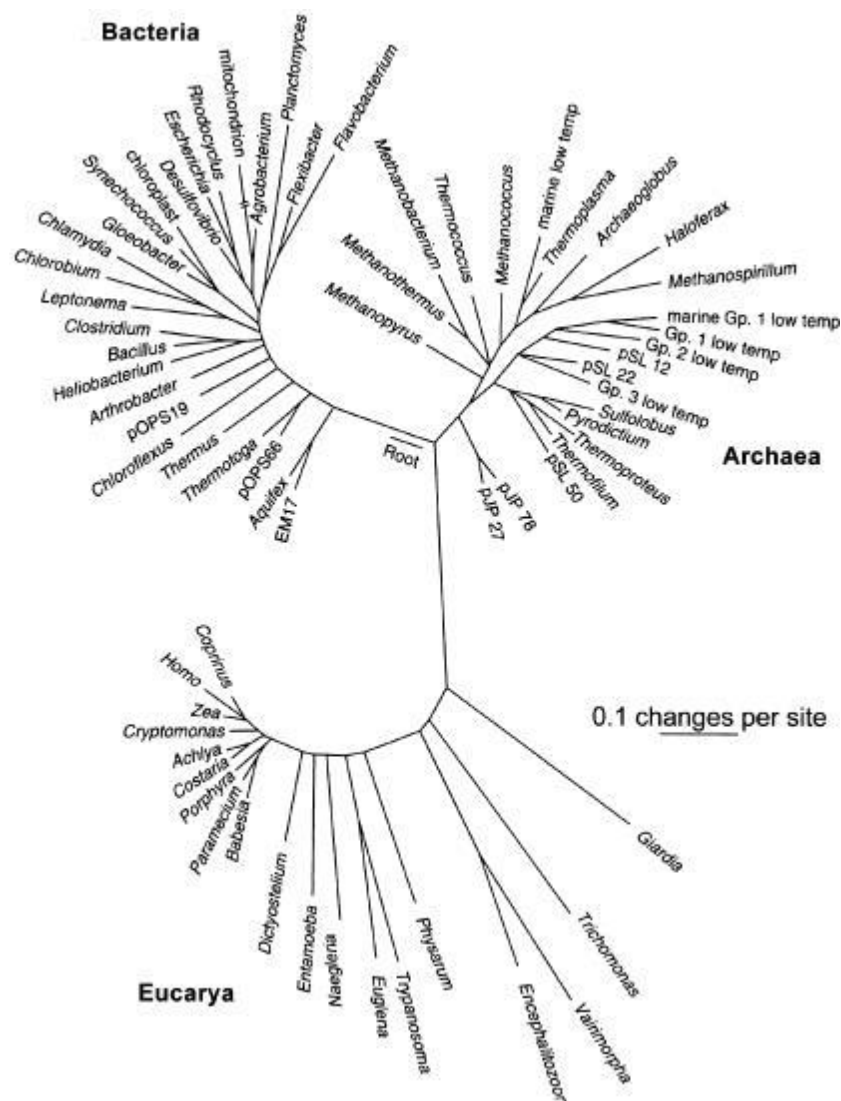 Bacteria
Planctomyces
Flavobacterium
mitochondrion
Rhodocyclus
Escherichia
Desulfovibrio
Agrobacterium
Flexibacter
chloroplast
Synechococcus
Gloeobacter
Chlamydia
Chlorobium
Leptonema
Clostridium
Bacillus
Heliobacterium
Arthrobacter
pOPS19
Chloroflexus
Thermus
Thermotoga
pOPS66
Aquifex
EM17
Root
Methanopyrus
Methanothermus
Methanobacterium
Thermococcus
Methanococcus
marine low temp
Thermoplasma
Archaeoglobus
Haloferax
Methanospirillum
marine Gp. 1 low temp
Gp. 1 low temp
Gp. 2 low temp
pSL 12
pSL 22
Gp. 3 low temp
Sulfolobus
Pyrodictium
Thermoproteus
Thermofilum
pSL 50
pJP 78
pJP 27
Archaea
Coprinus
Homo
Zea
Cryptomonas
Achlya
Costaria
Porphyra
Paramecium
Babesia
Dictyostelium
Entamoeba
Naegleria
Euglena
Trypanosoma
Physarum
Encephalitozoon
Vairimorpha
Trichomonas
Giardia
0.1 changes per site
Eucarya